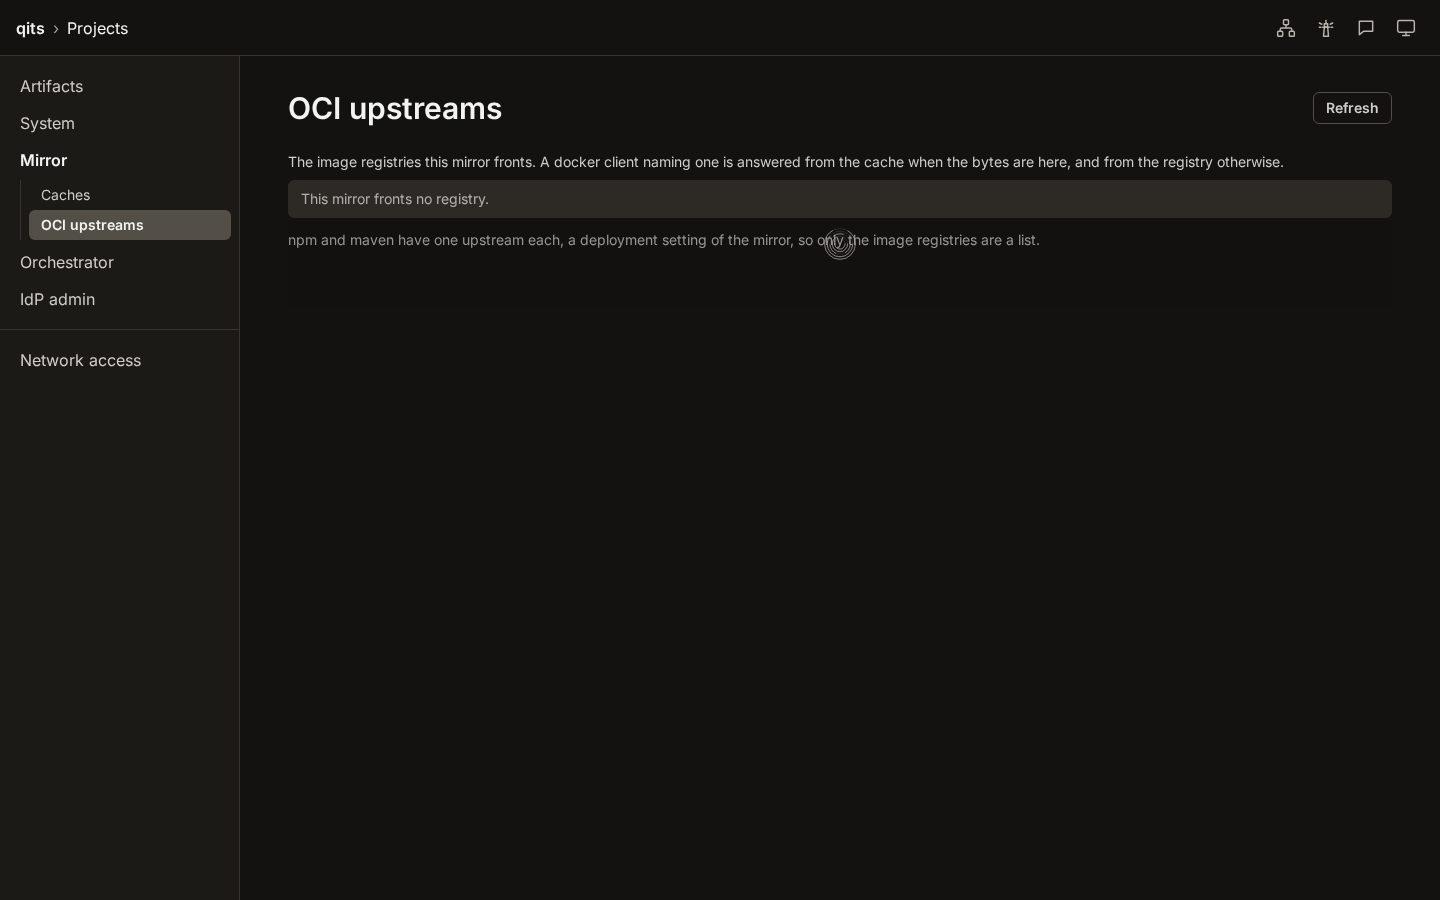 qits › Projects
Artifacts
System
Mirror
Caches
OCI upstreams
Orchestrator
IdP admin
Network access
OCI upstreams
Refresh
The image registries this mirror fronts. A docker client naming one is answered from the cache when the bytes are here, and from the registry otherwise.
This mirror fronts no registry.
npm and maven have one upstream each, a deployment setting of the mirror, so only the image registries are a list.